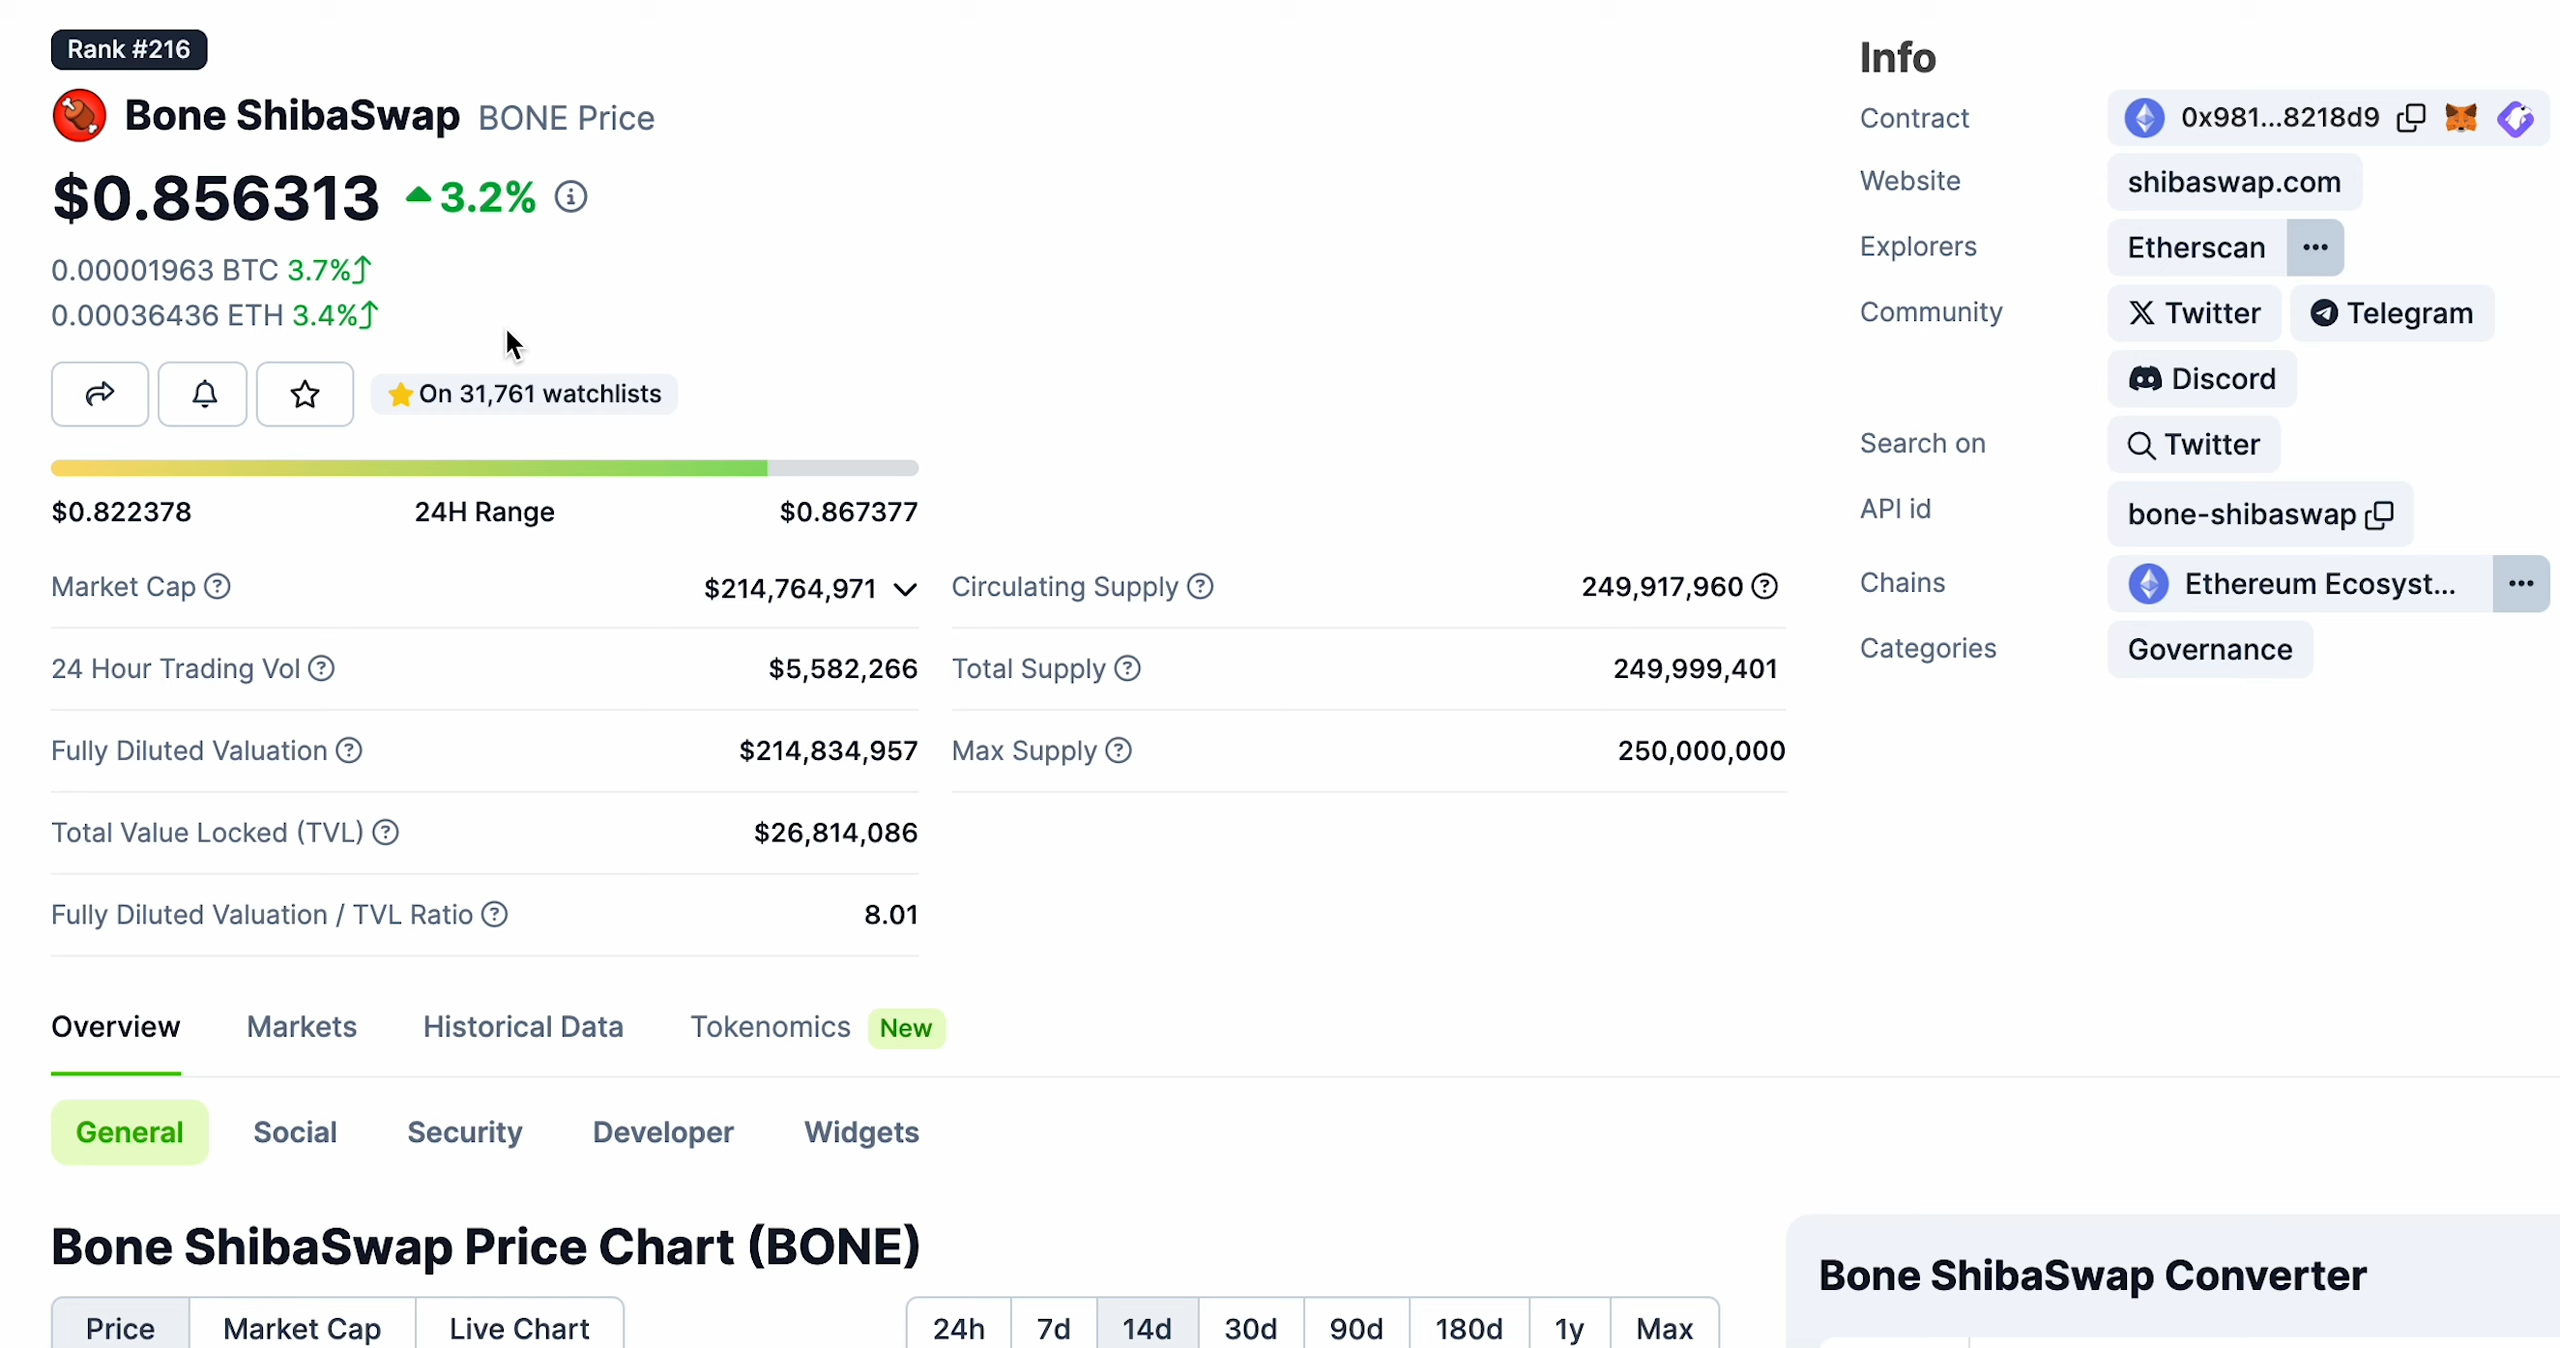 Rank #216
Bone ShibaSwap BONE Price
$0.856313 3.2%
0.00001963 BTC 3.7%
0.00036436 ETH 3.4%
On 31,761 watchlists
$0.822378 24H Range $0.867377
Market Cap $214,764,971
24 Hour Trading Vol $5,582,266
Fully Diluted Valuation $214,834,957
Total Value Locked (TVL) $26,814,086
Fully Diluted Valuation / TVL Ratio 8.01
Circulating Supply 249,917,960
Total Supply 249,999,401
Max Supply 250,000,000
Info
Contract 0x981...8218d9
Website shibaswap.com
Explorers Etherscan
Community Twitter Telegram
Discord
Search on Twitter
API id bone-shibaswap
Chains Ethereum Ecosyst...
Categories Governance
Overview Markets Historical Data Tokenomics New
General Social Security Developer Widgets
Bone ShibaSwap Price Chart (BONE)
Price Market Cap Live Chart
24h 7d 14d 30d 90d 180d 1y Max
Bone ShibaSwap Converter